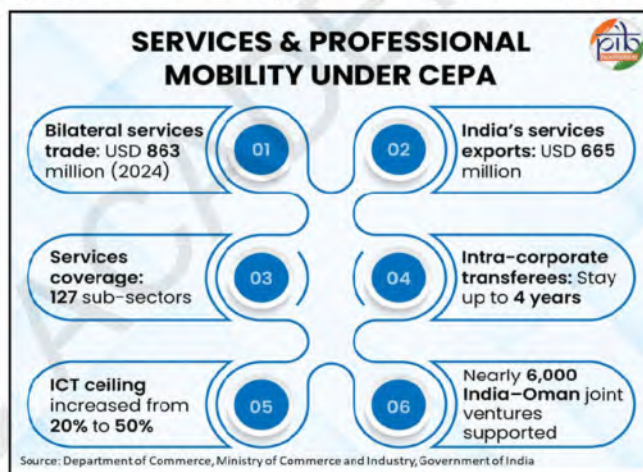 SERVICES & PROFESSIONAL
MOBILITY UNDER CEPA
pib
Bilateral services
trade: USD 863
million (2024)
01
02
India's services
exports: USD 665
million
Services
coverage:
127 sub-sectors
03
04
Intra-corporate
transferees: Stay
up to 4 years
ICT ceiling
increased from
20% to 50%
05
06
Nearly 6,000
India–Oman joint
ventures
supported
Source: Department of Commerce, Ministry of Commerce and Industry, Government of India